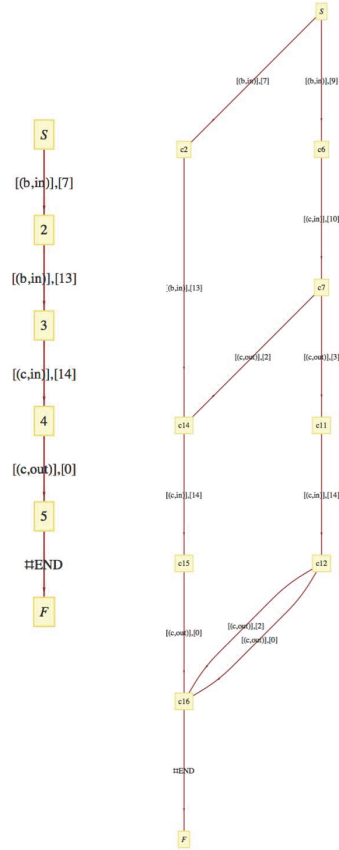 S
[(b,in)],[7]
2
[(b,in)],[13]
3
[(c,in)],[14]
4
[(c,out)],[0]
5
#END
F
S
[(b,in)],[7]
[(b,in)],[9]
c2
c6
[(c,in)],[10]
[(b,in)],[13]
c7
[(c,out)],[2]
[(c,out)],[3]
c14
c11
[(c,in)],[14]
[(c,in)],[14]
c15
c12
[(c,out)],[0]
[(c,out)],[2]
[(c,out)],[0]
c16
#END
F